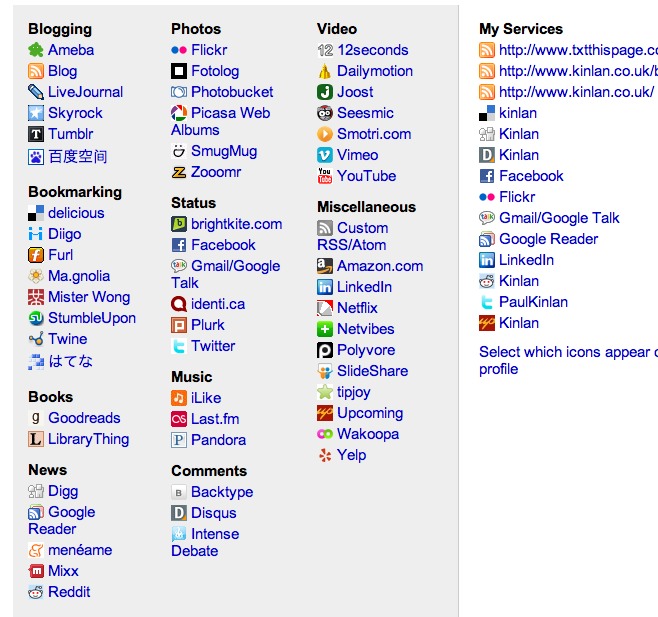 Blogging
Ameba
Blog
LiveJournal
Skyrock
Tumblr
百度空间
Bookmarking
delicious
Diigo
Furl
Ma.gnolia
Mister Wong
StumbleUpon
Twine
はてな
Books
Goodreads
LibraryThing
News
Digg
Google
Reader
menéame
Mixx
Reddit
Photos
Flickr
Fotolog
Photobucket
Picasa Web
Albums
SmugMug
Zooomr
Status
brightkite.com
Facebook
Gmail/Google
Talk
identi.ca
Plurk
Twitter
Music
iLike
Last.fm
Pandora
Comments
Backtype
Disqus
Intense
Debate
Video
12seconds
Dailymotion
Joost
Seesmic
Smotri.com
Vimeo
YouTube
Miscellaneous
Custom
RSS/Atom
Amazon.com
LinkedIn
Netflix
Netvibes
Polyvore
SlideShare
tipjoy
Upcoming
Wakoopa
Yelp
My Services
http://www.txtthispage.co
http://www.kinlan.co.uk/b
http://www.kinlan.co.uk/
kinlan
Kinlan
Kinlan
Facebook
Flickr
Gmail/Google Talk
Google Reader
LinkedIn
Kinlan
PaulKinlan
Kinlan
Select which icons appear o
profile